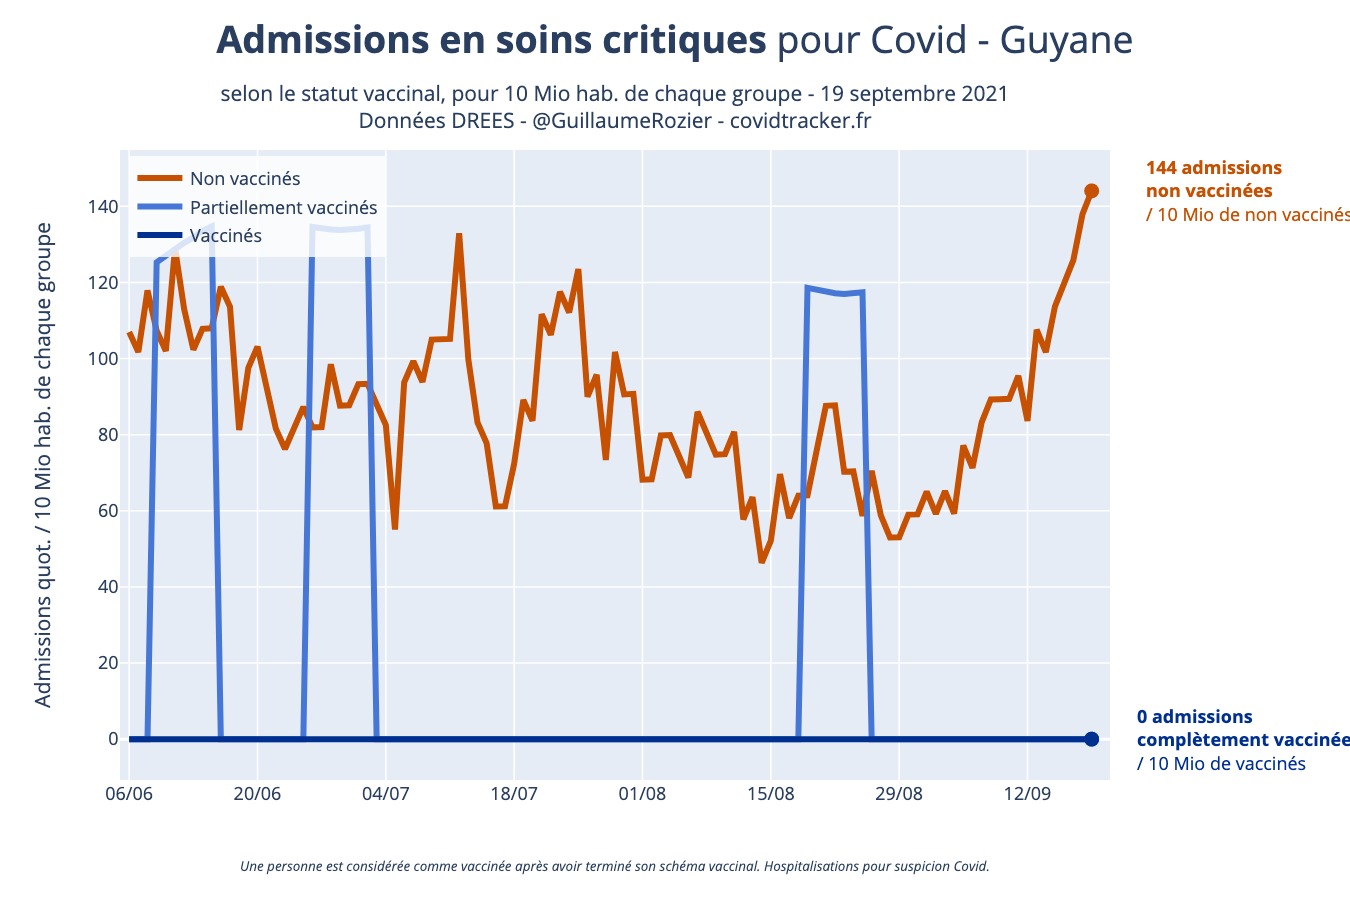 Admissions en soins critiques pour Covid - Guyane
selon le statut vaccinal, pour 10 Mio hab. de chaque groupe - 19 septembre 2021
Données DREES - @GuillaumeRozier - covidtracker.fr
Non vaccinés
Partiellement vaccinés
Vaccinés
Admissions quot. / 10 Mio hab. de chaque groupe
140
120
100
80
60
40
20
0
06/06 20/06 04/07 18/07 01/08 15/08 29/08 12/09
144 admissions
non vaccinées
/ 10 Mio de non vaccinés
0 admissions
complètement vaccinée
/ 10 Mio de vaccinés
Une personne est considérée comme vaccinée après avoir terminé son schéma vaccinal. Hospitalisations pour suspicion Covid.